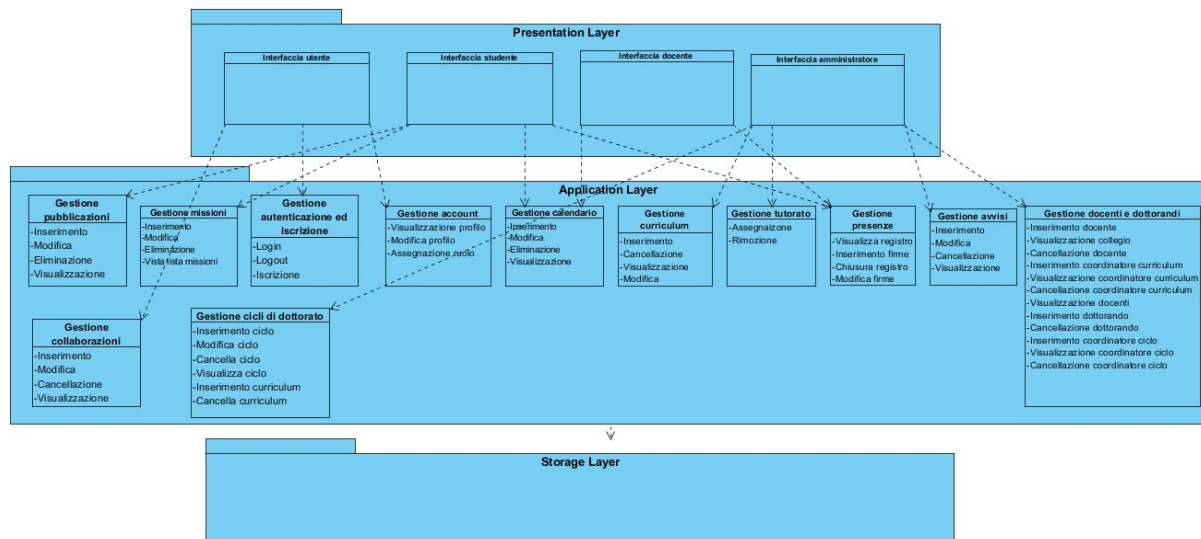 Presentation Layer
Interfaccia utente
Interfaccia studente
Interfaccia docente
Interfaccia amministratore
Application Layer
Gestione
pubblicazioni
-Inserimento
-Modifica
-Eliminazione
-Visualizzazione
Gestione missioni
-Inserimento
-Modifica
-Eliminazione
-Vista lista missioni
Gestione
autenticazione ed
iscrizione
-Login
-Logout
-Iscrizione
Gestione account
-Visualizzazione profilo
-Modifica profilo
-Assegnazione ruolo
Gestione calendario
-Inserimento
-Modifica
-Eliminazione
-Visualizzazione
Gestione
curriculum
-Inserimento
-Cancellazione
-Visualizzazione
-Modifica
Gestione tutorato
-Assegnaizone
-Rimozione
Gestione
presenze
-Visualizza registro
-Inserimento firme
-Chiusura registro
-Modifica firme
Gestione avvisi
-Inserimento
-Modifica
-Cancellazione
-Visualizzazione
Gestione docenti e dottorandi
-Inserimento docente
-Visualizzazione collegio
-Cancellazione docente
-Inserimento coordinatore curriculum
-Visualizzazione coordinatore curriculum
-Cancellazione coordinatore curriculum
-Visualizzazione docenti
-Inserimento dottorando
-Cancellazione dottorando
-Inserimento coordinatore ciclo
-Visualizzazione coordinatore ciclo
-Cancellazione coordinatore ciclo
Gestione
collaborazioni
-Inserimento
-Modifica
-Cancellazione
-Visualizzazione
Gestione cicli di dottorato
-Inserimento ciclo
-Modifica ciclo
-Cancella ciclo
-Visualizza ciclo
-Inserimento curriculum
-Cancella curriculum
Storage Layer